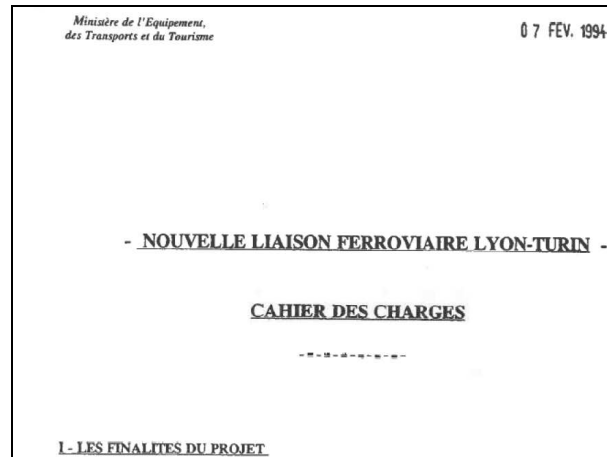 Ministère de l'Equipement,
des Transports et du Tourisme
07 FEV. 1994
- NOUVELLE LIAISON FERROVIAIRE LYON-TURIN -
CAHIER DES CHARGES
I - LES FINALITES DU PROJET